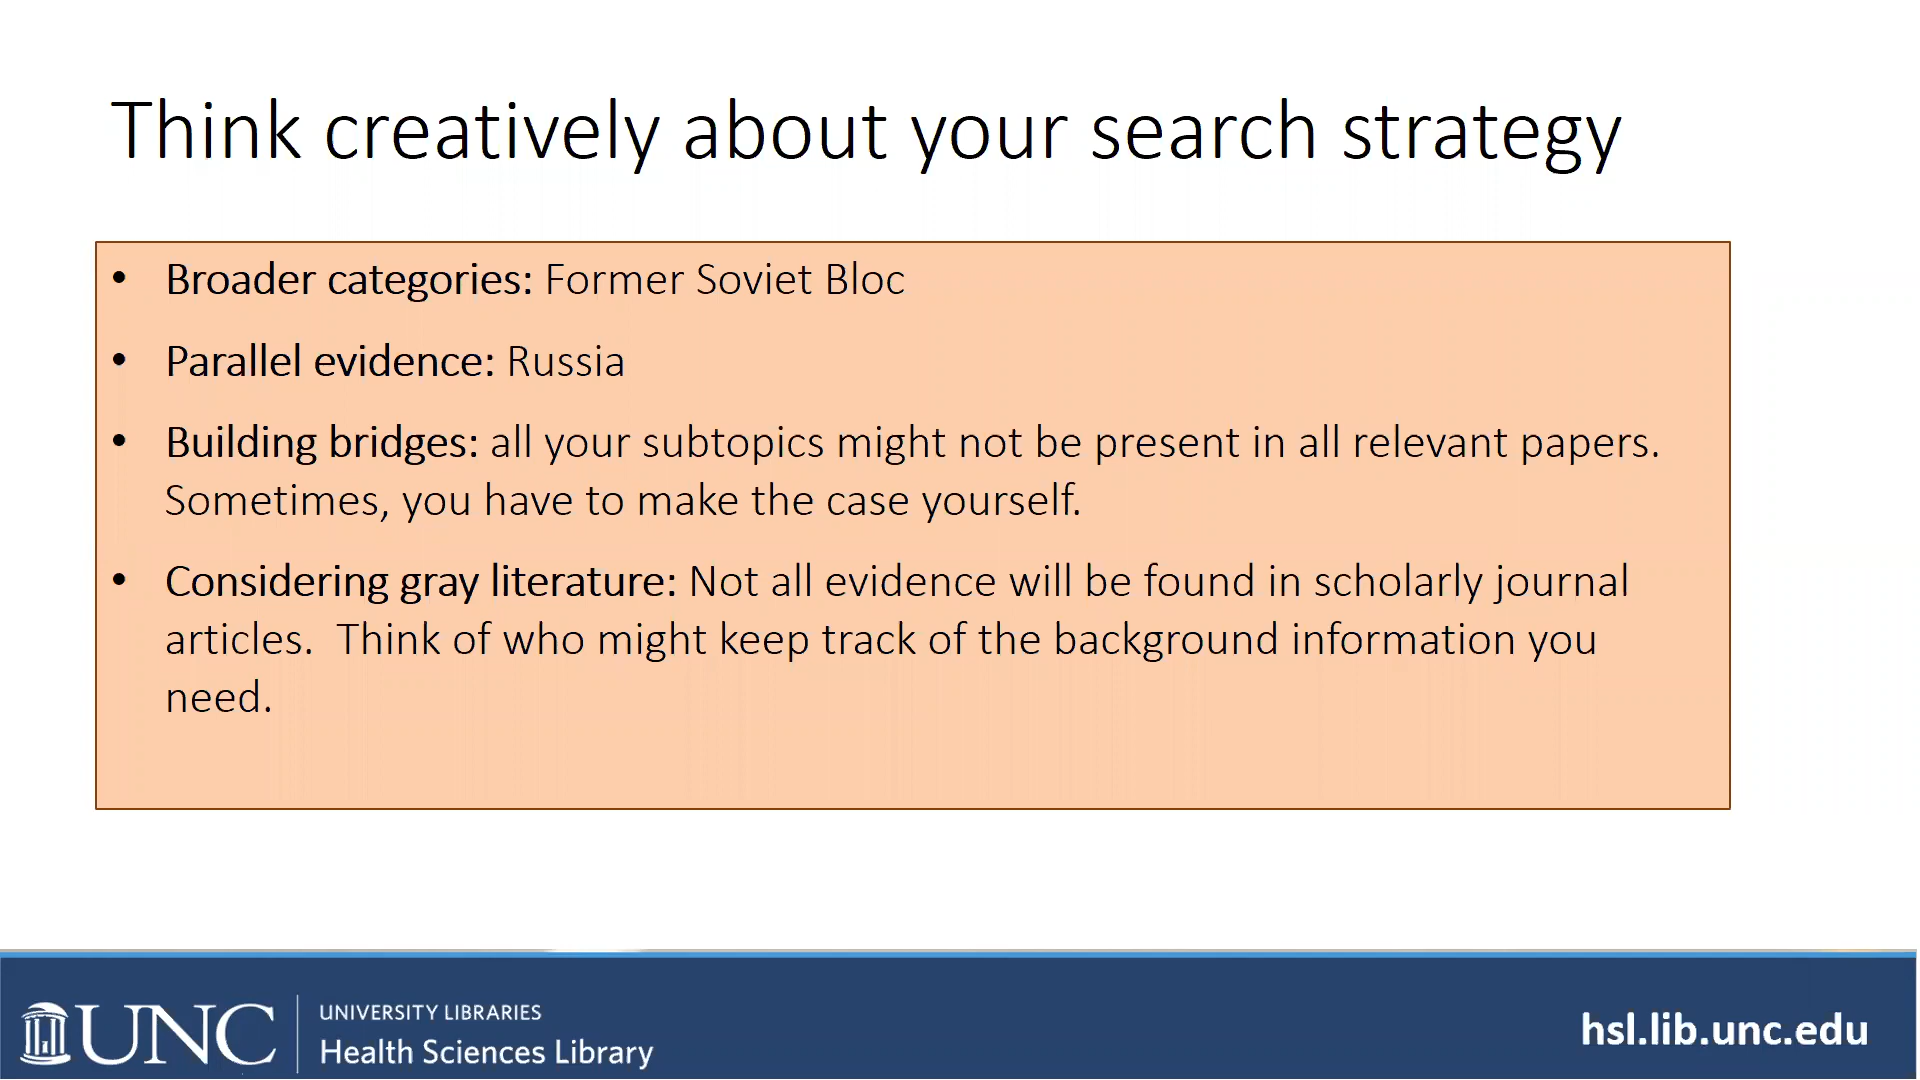 Think creatively about your search strategy
• Broader categories: Former Soviet Bloc
• Parallel evidence: Russia
• Building bridges: all your subtopics might not be present in all relevant papers.
Sometimes, you have to make the case yourself.
• Considering gray literature: Not all evidence will be found in scholarly journal
articles.  Think of who might keep track of the background information you
need.
UNC
UNIVERSITY LIBRARIES
Health Sciences Library
hsl.lib.unc.edu